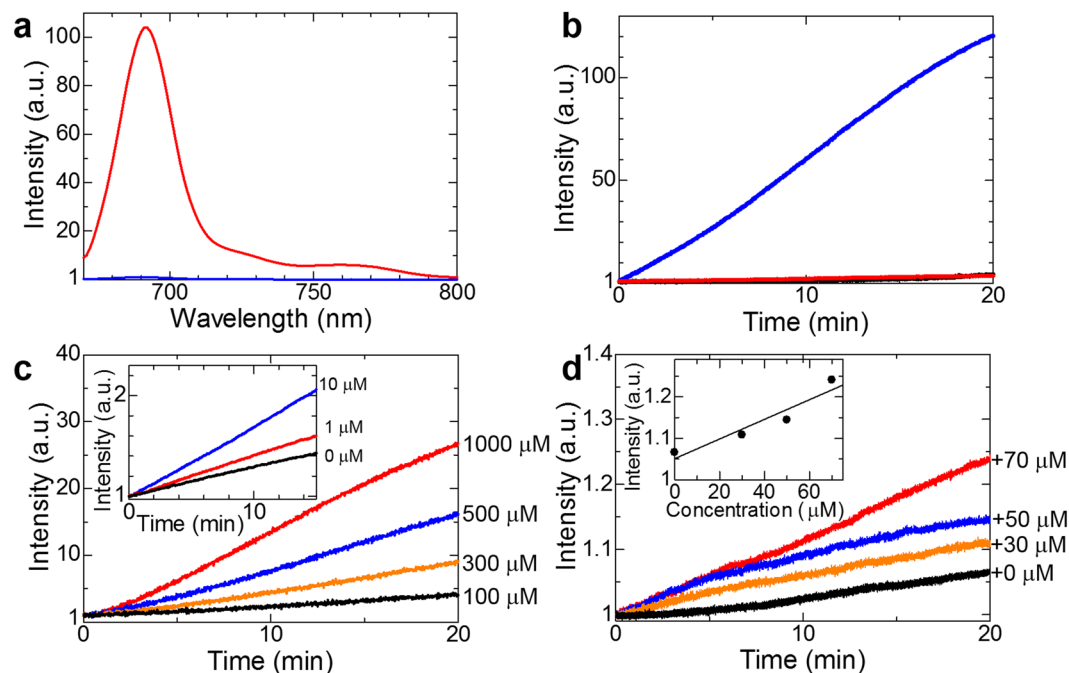 a
Intensity (a.u.)
100
80
60
40
20
1
700
750
800
Wavelength (nm)
b
Intensity (a.u.)
100
50
1
0
10
20
Time (min)
c
Intensity (a.u.)
40
30
20
10
1
0
10
20
Time (min)
1000 μM
500 μM
300 μM
100 μM
Intensity (a.u.)
2
1
0
10
Time (min)
10 μM
1 μM
0 μM
d
Intensity (a.u.)
1.4
1.3
1.2
1.1
1
0
10
20
Time (min)
+70 μM
+50 μM
+30 μM
+0 μM
Intensity (a.u.)
1.2
1.1
1
0
20
40
60
Concentration (μM)